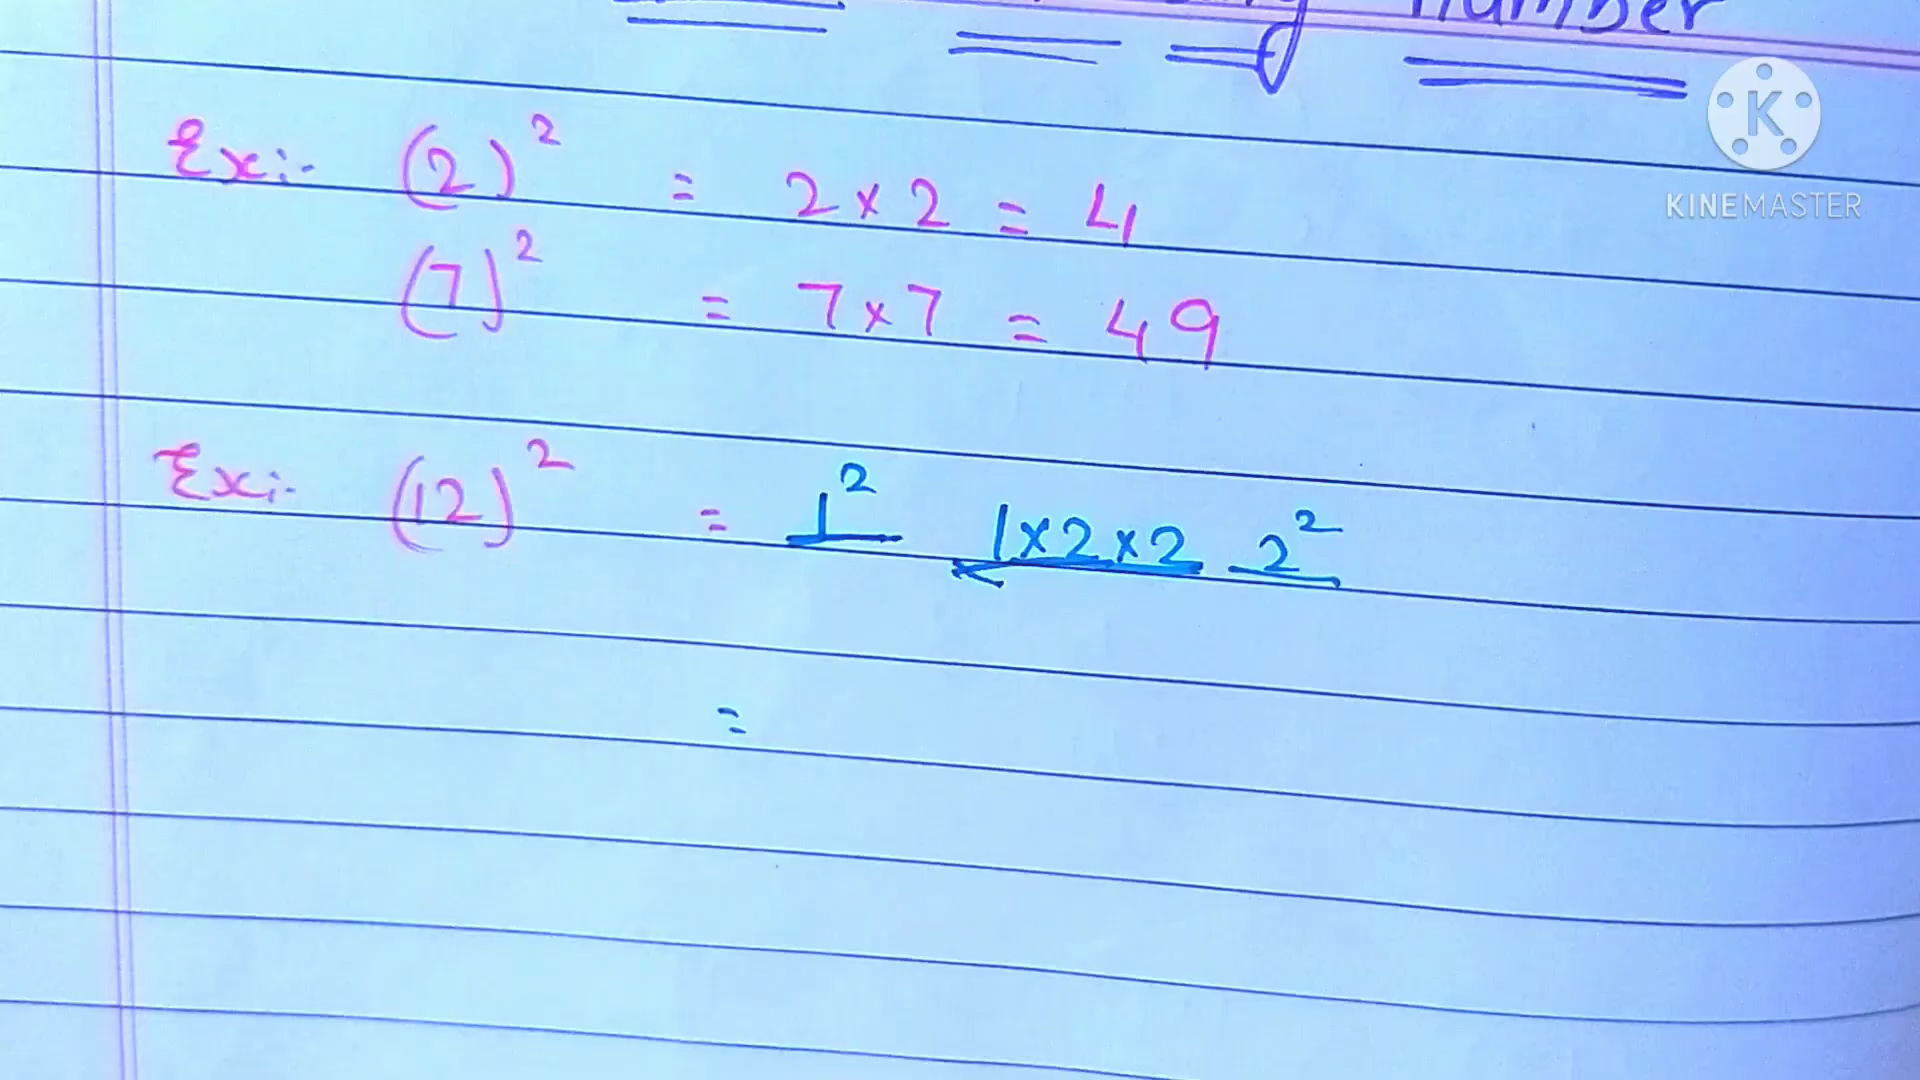 number
Ex:- (2)² = 2×2 = 4
(7)² = 7×7 = 49
Ex:- (12)² = 1² 1×2×2 2²
=
KINEMASTER